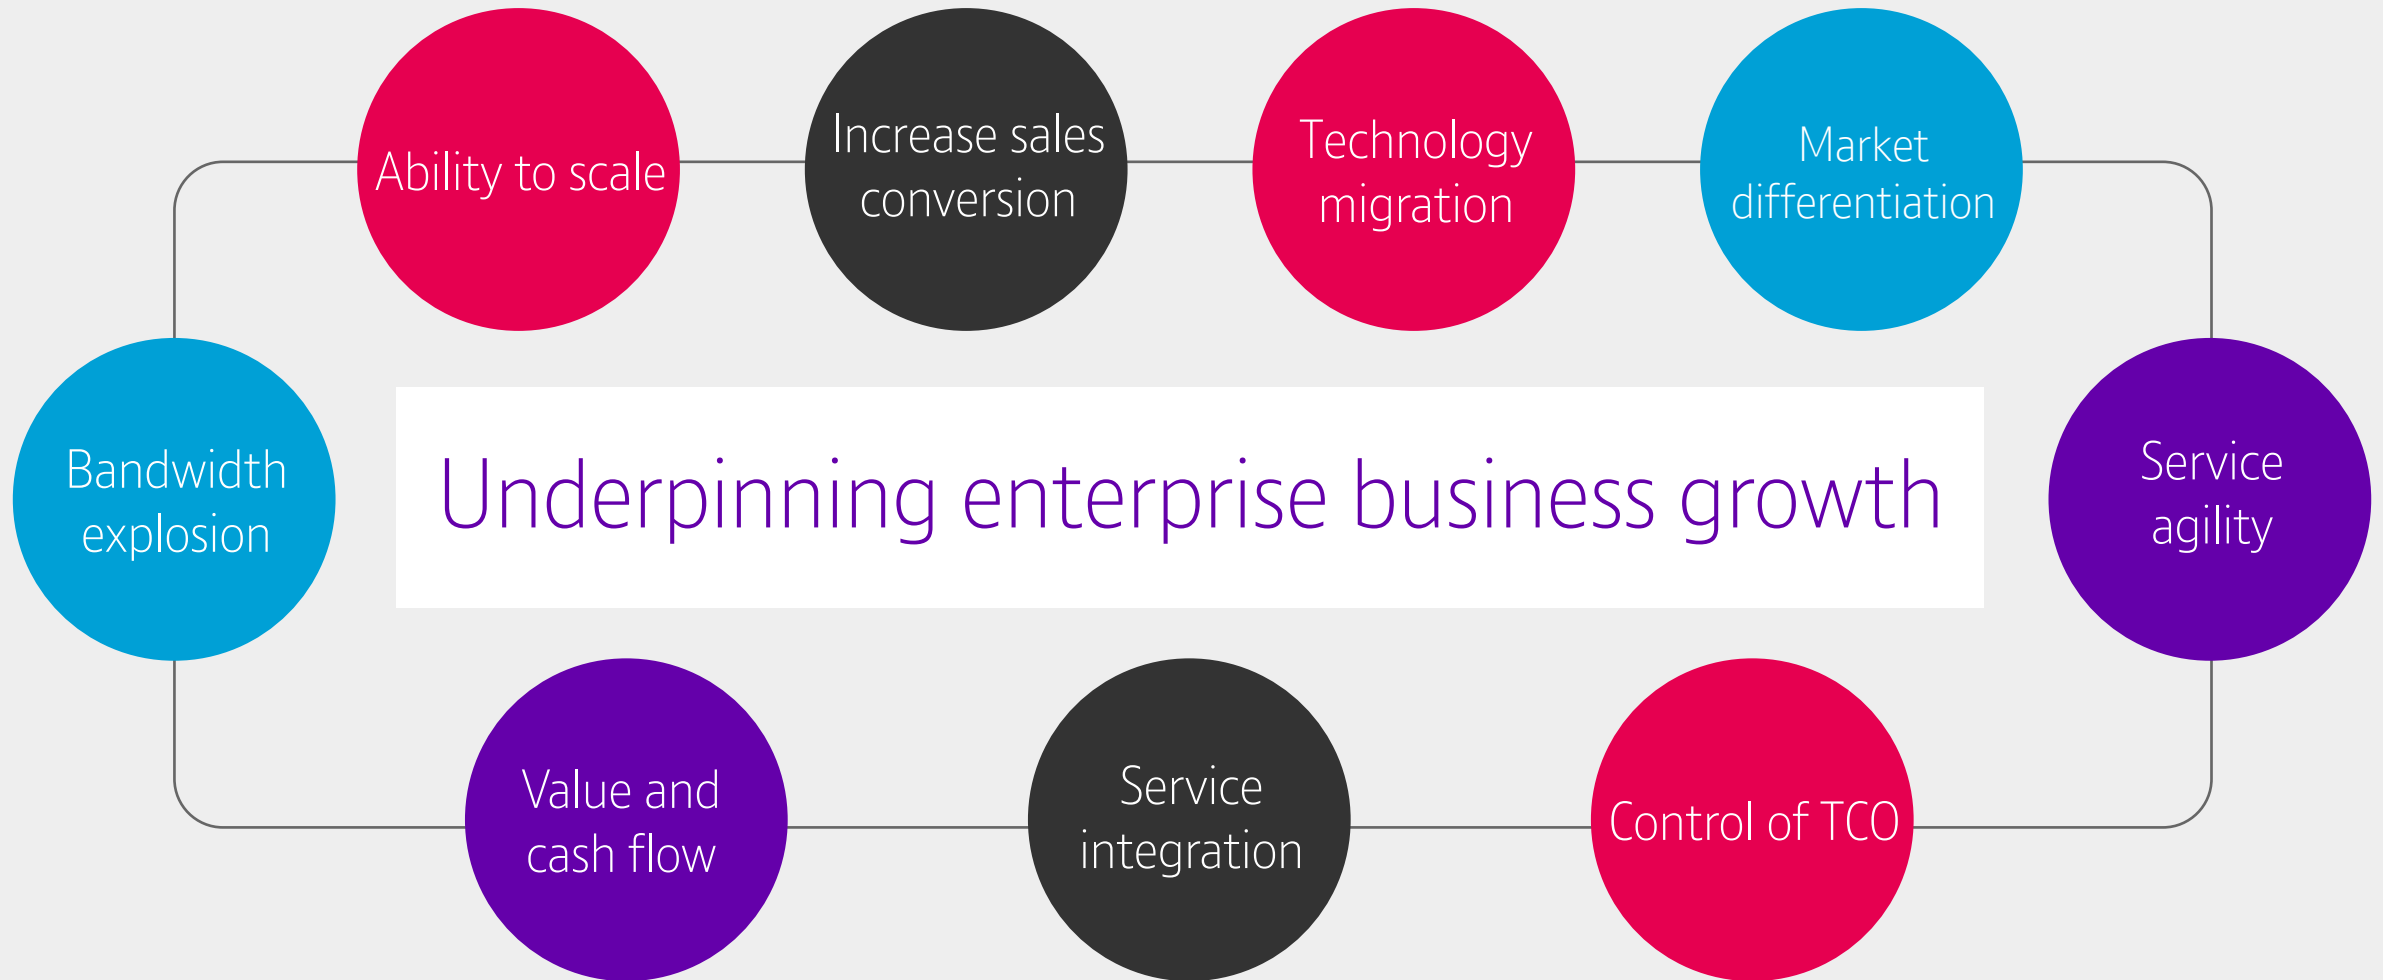 Ability to scale
Increase sales
conversion
Technology
migration
Market
differentiation
Bandwidth
explosion
Underpinning enterprise business growth
Service
agility
Value and
cash flow
Service
integration
Control of TCO